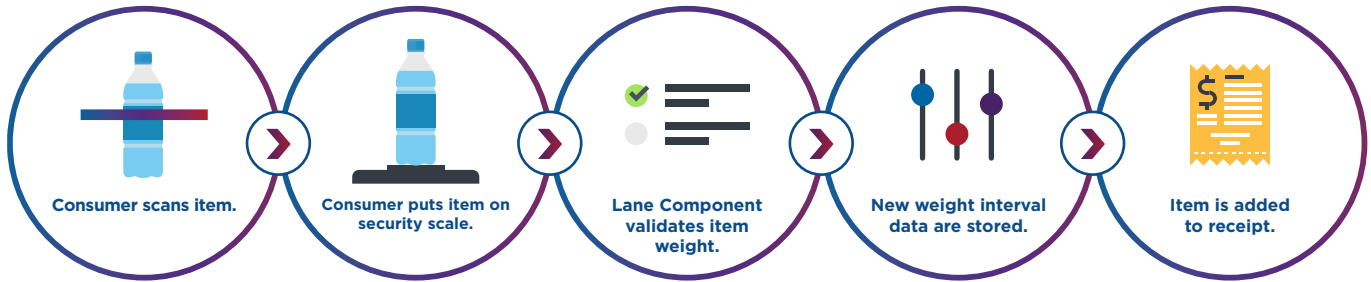 Consumer scans item.
Consumer puts item on
security scale.
Lane Component
validates item
weight.
New weight interval
data are stored.
Item is added
to receipt.